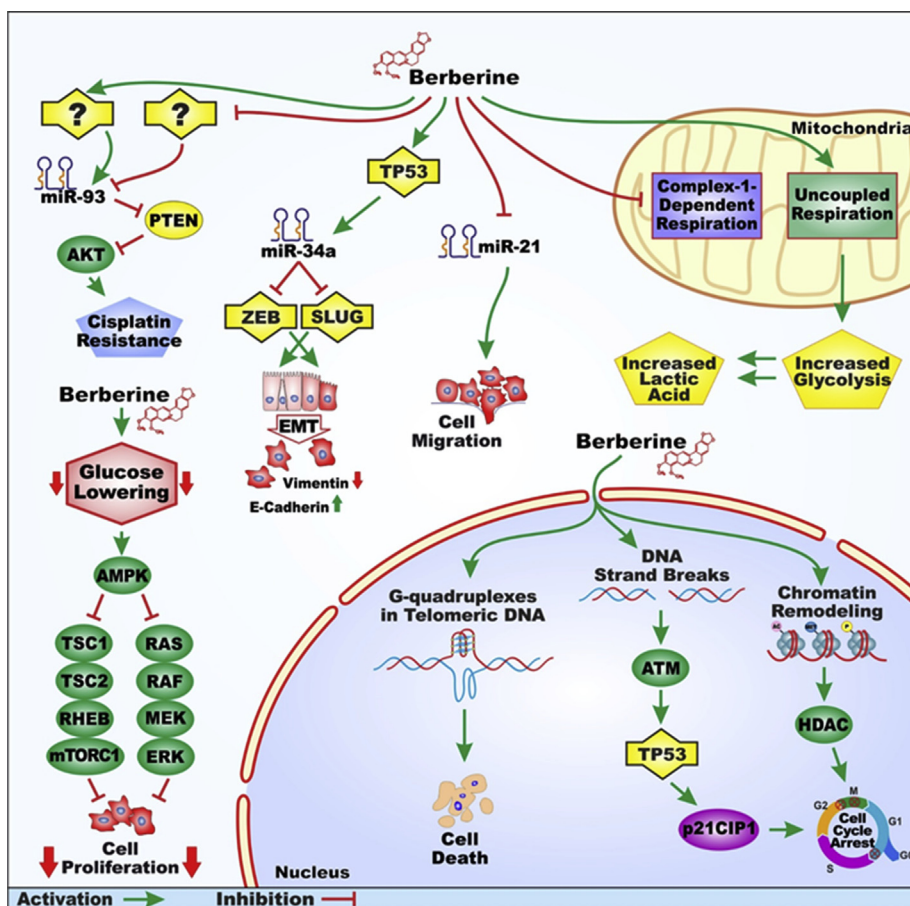 Berberine
?
?
Mitochondria
TP53
Complex-1-
Dependent
Respiration
Uncoupled
Respiration
miR-93
PTEN
miR-34a
miR-21
AKT
ZEB
SLUG
Cisplatin
Resistance
Increased
Lactic
Acid
Increased
Glycolysis
EMT
Cell
Migration
Vimentin
E-Cadherin
Berberine
Glucose
Lowering
AMPK
TSC1
TSC2
RHEB
mTORC1
RAS
RAF
MEK
ERK
Cell
Proliferation
Berberine
G-quadruplexes
in Telomeric DNA
Cell
Death
DNA
Strand Breaks
ATM
TP53
p21CIP1
Chromatin
Remodeling
AC
P
HDAC
Cell
Cycle
Arrest
M
G2
G1
S
Nucleus
Activation
Inhibition